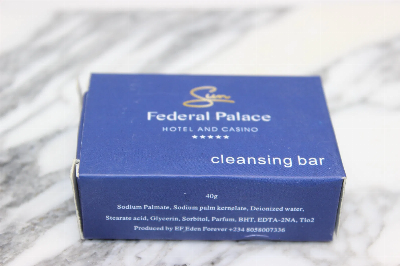 Sun
Federal Palace
HOTEL AND CASINO
★★★★★
cleansing bar
40g
Sodium Palmate, Sodium pulm kernelate, Deionized water,
Stearate acid, Glycerin, Sorbitol, Parfum, BHT, EDTA-2NA, Tio2
Produced by EF Eden Forever +234 8058007336